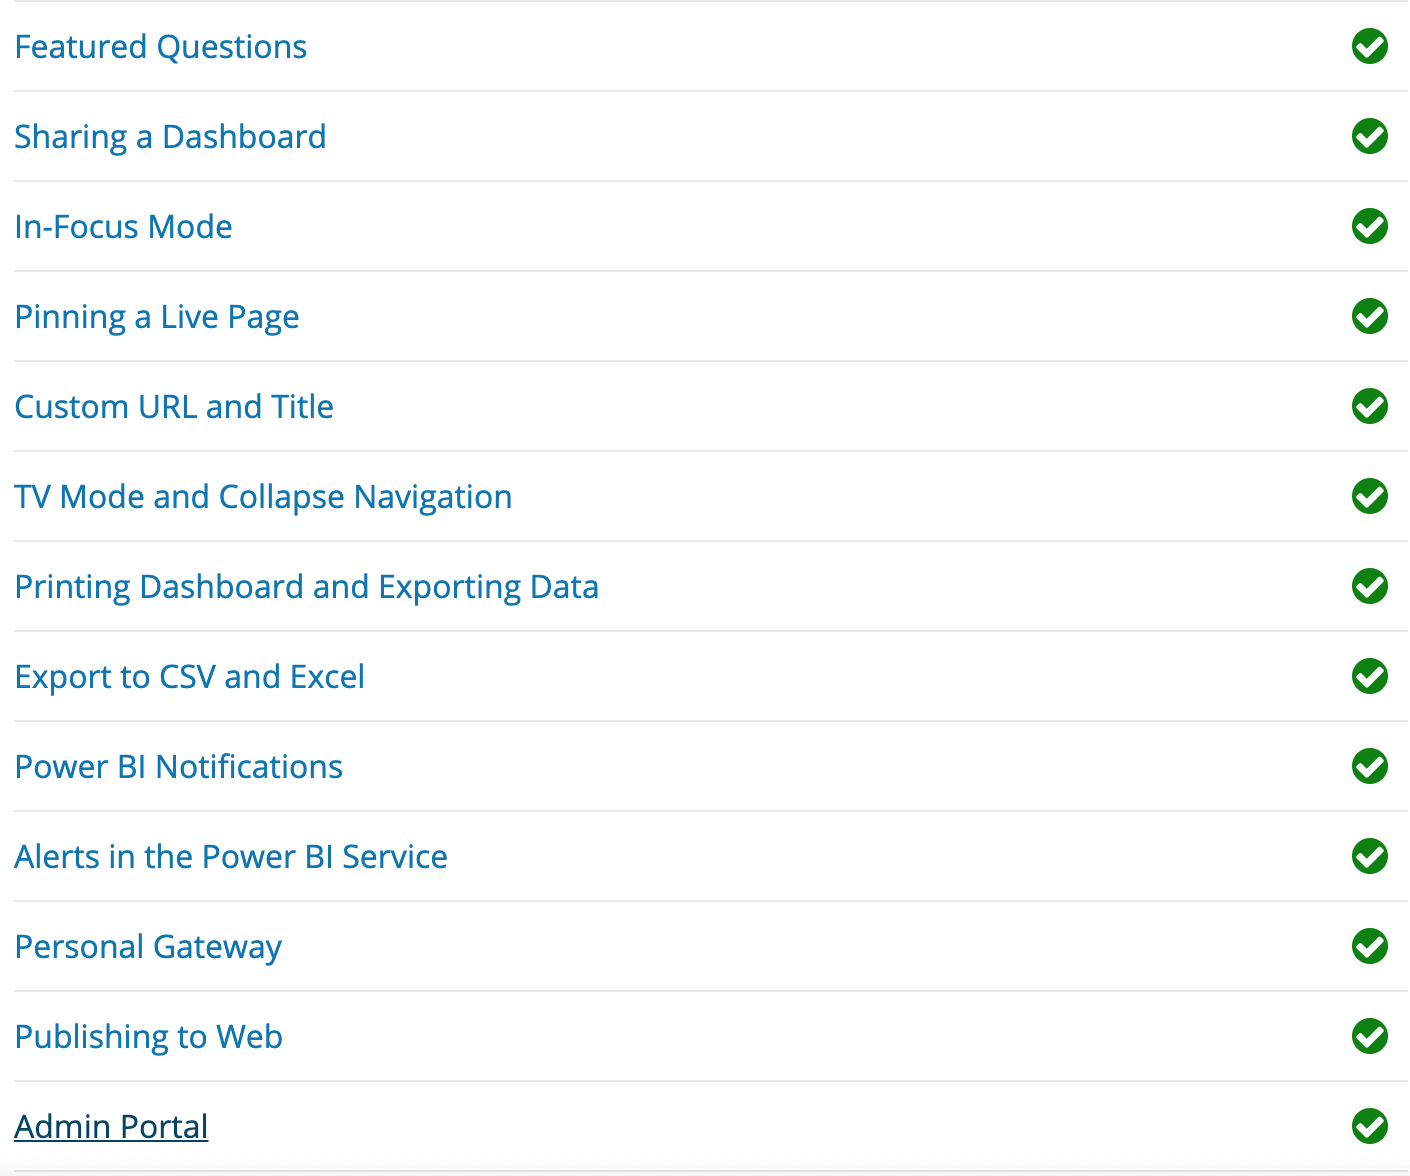 Featured Questions
Sharing a Dashboard
In-Focus Mode
Pinning a Live Page
Custom URL and Title
TV Mode and Collapse Navigation
Printing Dashboard and Exporting Data
Export to CSV and Excel
Power BI Notifications
Alerts in the Power BI Service
Personal Gateway
Publishing to Web
Admin Portal